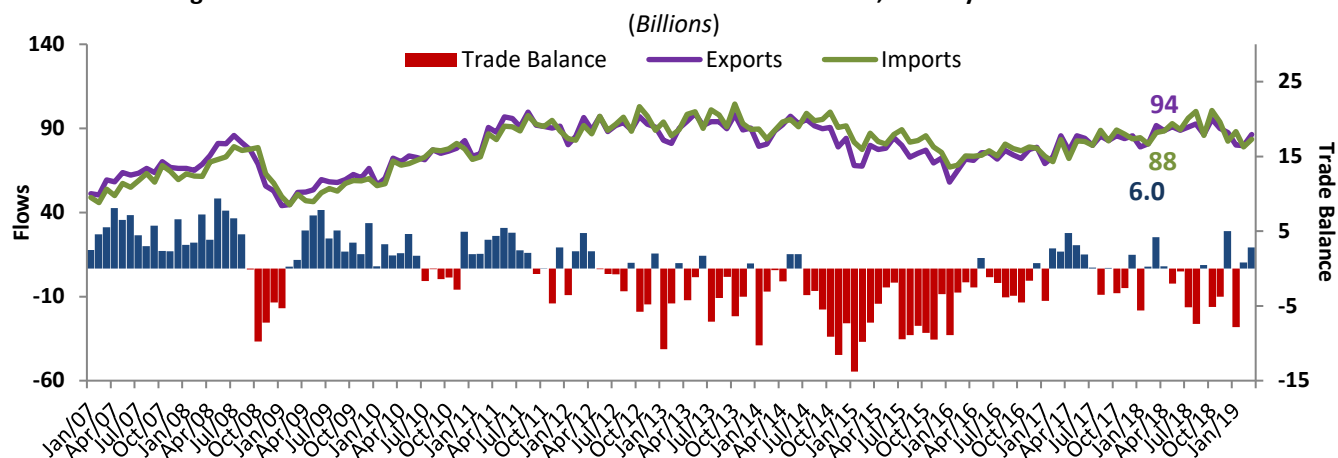 (Billions)
Trade Balance Exports Imports
140
90
40
-10
-60
Flows
25
15
5
-5
-15
Trade Balance
94
88
6.0
Jan/07 Apr/07 Jul/07 Oct/07 Jan/08 Apr/08 Jul/08 Oct/08 Jan/09 Apr/09 Jul/09 Oct/09 Jan/10 Apr/10 Jul/10 Oct/10 Jan/11 Apr/11 Jul/11 Oct/11 Jan/12 Apr/12 Jul/12 Oct/12 Jan/13 Apr/13 Jul/13 Oct/13 Jan/14 Apr/14 Jul/14 Oct/14 Jan/15 Apr/15 Jul/15 Oct/15 Jan/16 Apr/16 Jul/16 Oct/16 Jan/17 Apr/17 Jul/17 Oct/17 Jan/18 Apr/18 Jul/18 Oct/18 Jan/19